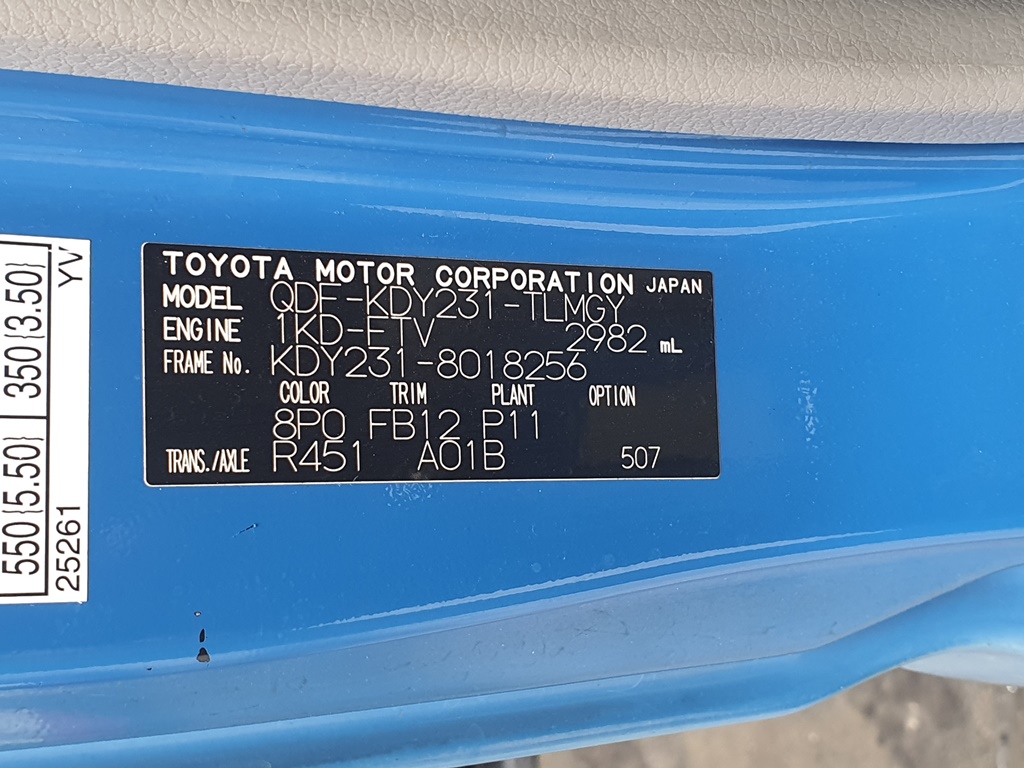 TOYOTA MOTOR CORPORATION JAPAN
MODEL QDF-KDY231-TLMGY
ENGINE 1KD-FTV 2982 mL
FRAME No. KDY231-8018256
COLOR TRIM PLANT OPTION
8P0 FB12 P11
TRANS./AXLE R451 A01B 507
550(5.50) 350(3.50)
25261 YV